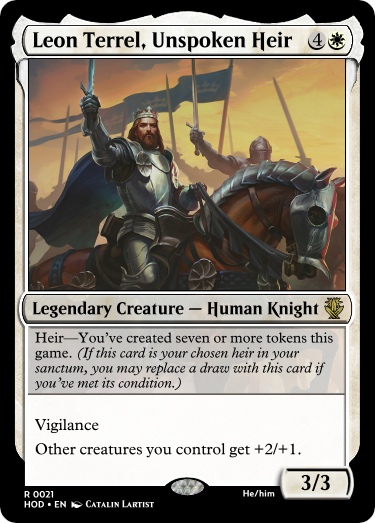 Leon Terrel, Unspoken Heir 4
Legendary Creature — Human Knight
Heir—You've created seven or more tokens this
game. (If this card is your chosen heir in your
sanctum, you may replace a draw with this card if
you've met its condition.)
Vigilance
Other creatures you control get +2/+1.
3/3
R 0021
HOD • EN Catalin Lartist
He/him